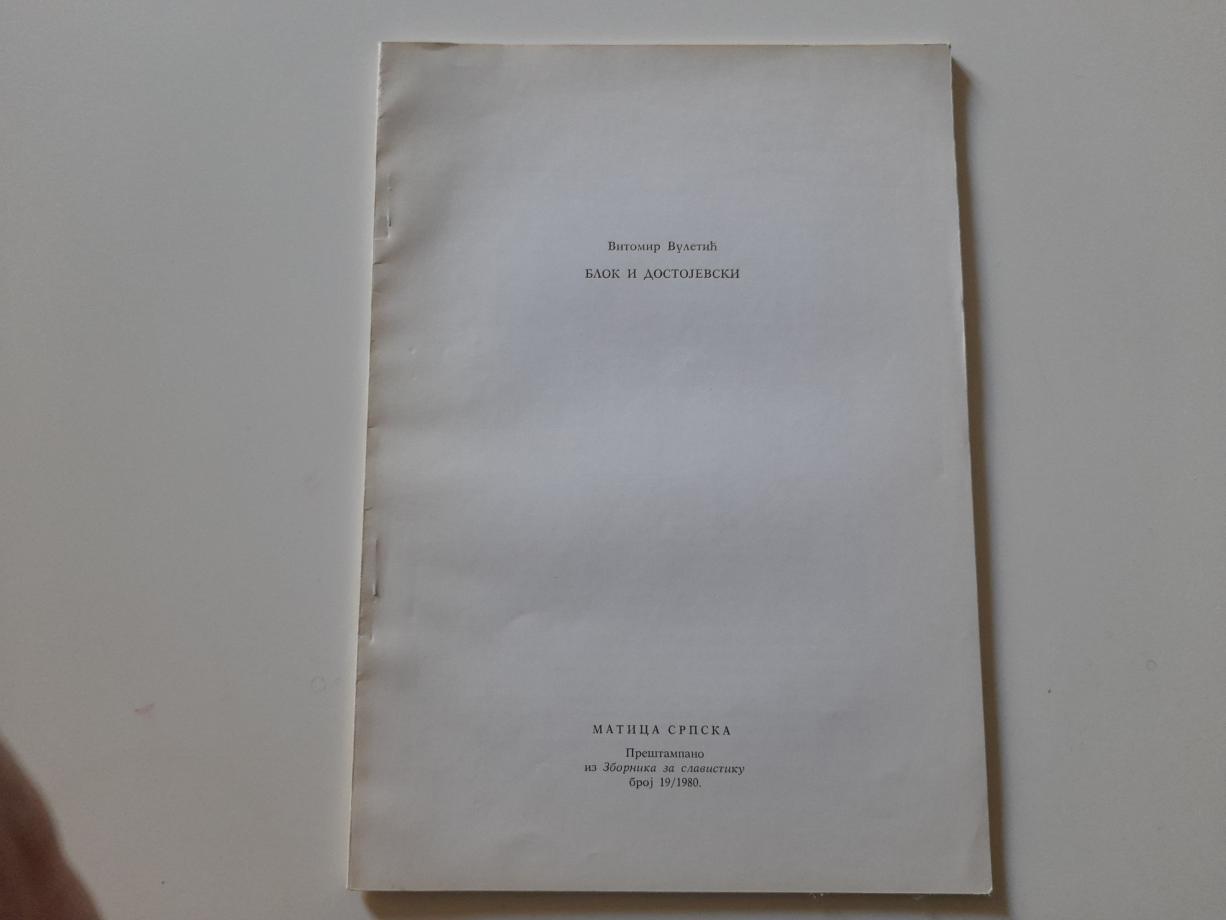 Витомир Вулетић
БЛОК И ДОСТОЈЕВСКИ
МАТИЦА СРПСКА
Прештампано
из Зборника за славистику
број 19/1980.